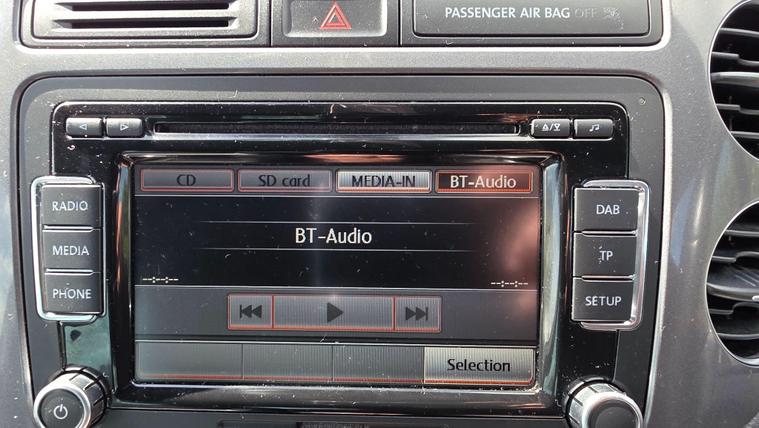 PASSENGER AIR BAG OFF
CD SD card MEDIA-IN BT-Audio
RADIO
MEDIA
PHONE
BT-Audio
--:--:-- --:--:--
Selection
DAB
TP
SETUP